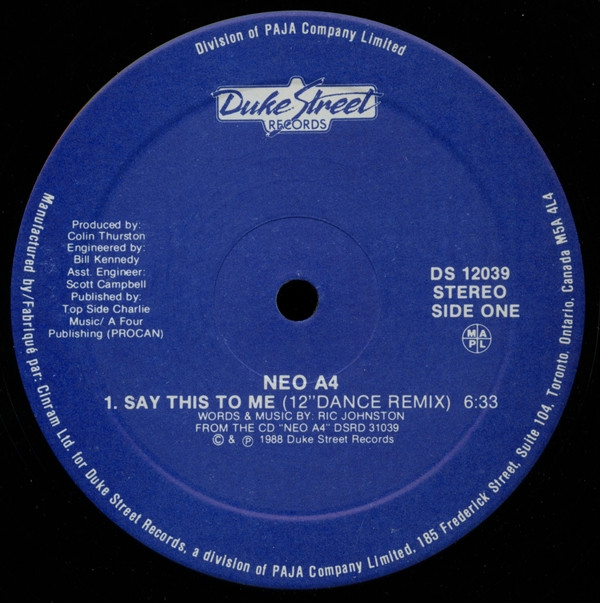 Division of PAJA Company Limited
Duke Street
RECORDS
Produced by:
Colin Thurston
Engineered by:
Bill Kennedy
Asst. Engineer:
Scott Campbell
Published by:
Top Side Charlie
Music/ A Four
Publishing (PROCAN)
DS 12039
STEREO
SIDE ONE
M A
P L
NEO A4
1. SAY THIS TO ME (12" DANCE REMIX) 6:33
WORDS & MUSIC BY: RIC JOHNSTON
FROM THE CD "NEO A4" DSRD 31039
© & ℗ 1988 Duke Street Records
Manufactured by/Fabriqué par: Cinram Ltd. for Duke Street Records, a division of PAJA Company Limited, 185 Frederick Street, Suite 104, Toronto, Ontario, Canada M5A 4L4